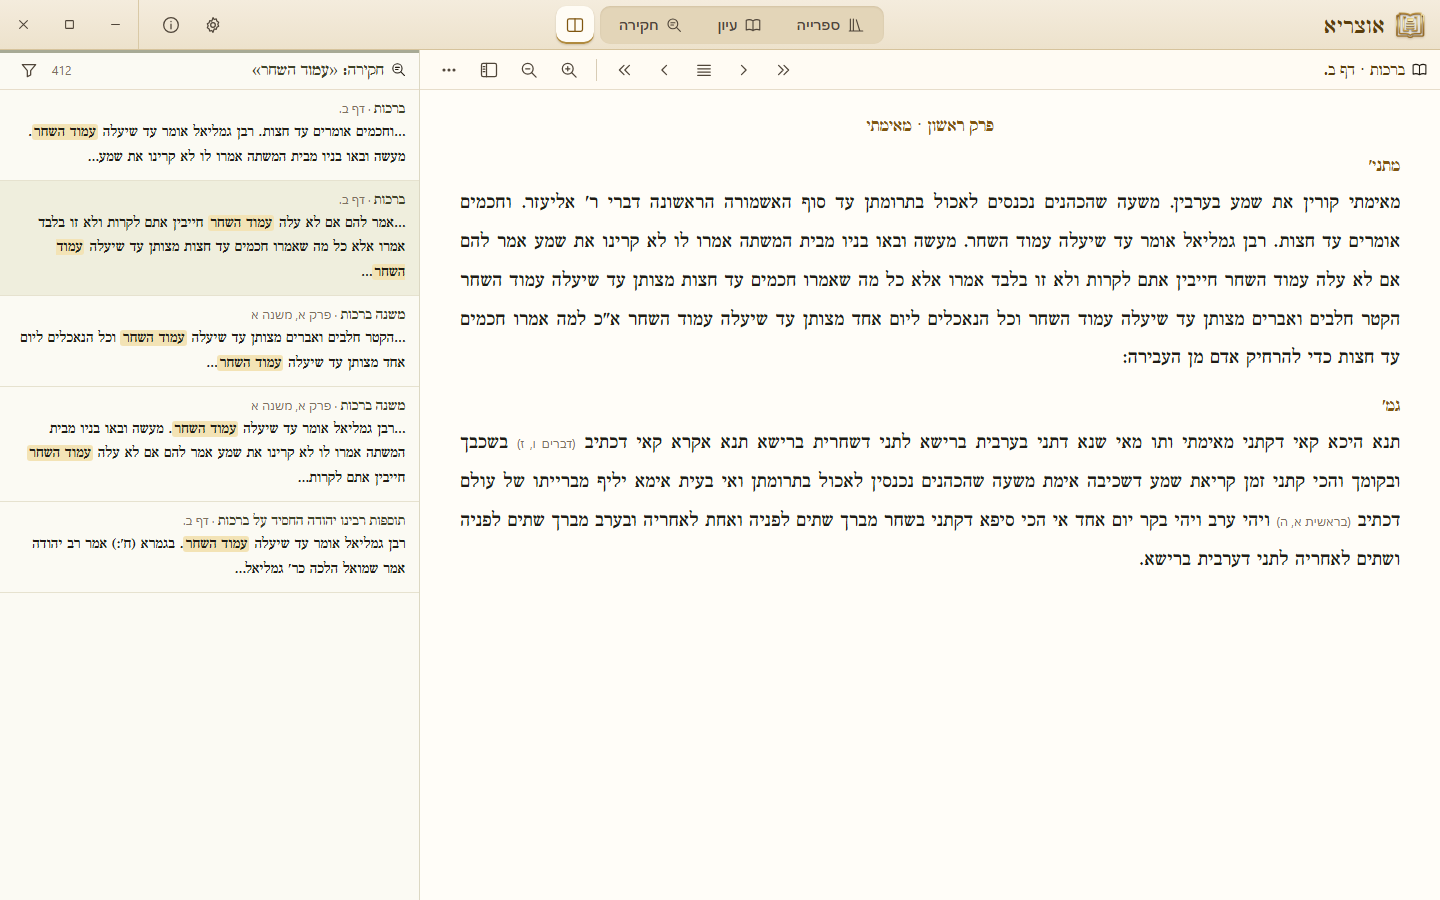 אוצריא
ספרייה
עיון
חקירה
ברכות · דף ב.
חקירה: «עמוד השחר»
412
פרק ראשון · מאימתי
מתני'
מאימתי קורין את שמע בערבין. משעה שהכהנים נכנסים לאכול בתרומתן עד סוף האשמורה הראשונה דברי ר' אליעזר. וחכמים
אומרים עד חצות. רבן גמליאל אומר עד שיעלה עמוד השחר. מעשה ובאו בניו מבית המשתה אמרו לו לא קרינו את שמע אמר להם
אם לא עלה עמוד השחר חייבין אתם לקרות ולא זו בלבד אמרו אלא כל מה שאמרו חכמים עד חצות מצותן עד שיעלה עמוד השחר
הקטר חלבים ואברים מצותן עד שיעלה עמוד השחר וכל הנאכלים ליום אחד מצותן עד שיעלה עמוד השחר א"כ למה אמרו חכמים
עד חצות כדי להרחיק אדם מן העבירה:
גמ'
תנא היכא קאי דקתני מאימתי ותו מאי שנא דתני בערבית ברישא לתני דשחרית ברישא תנא אקרא קאי דכתיב (דברים ו, ז) בשכבך
ובקומך והכי קתני זמן קריאת שמע דשכיבה אימת משעה שהכהנים נכנסין לאכול בתרומתן ואי בעית אימא יליף מברייתו של עולם
דכתיב (בראשית א, ה) ויהי ערב ויהי בקר יום אחד אי הכי סיפא דקתני בשחר מברך שתים לפניה ואחת לאחריה ובערב מברך שתים לפניה
ושתים לאחריה לתני דערבית ברישא.
ברכות · דף ב.
...וחכמים אומרים עד חצות. רבן גמליאל אומר עד שיעלה עמוד השחר.
מעשה ובאו בניו מבית המשתה אמרו לו לא קרינו את שמע...
ברכות · דף ב.
...אמר להם אם לא עלה עמוד השחר חייבין אתם לקרות ולא זו בלבד
אמרו אלא כל מה שאמרו חכמים עד חצות מצותן עד שיעלה עמוד
השחר...
משנה ברכות · פרק א, משנה א
...הקטר חלבים ואברים מצותן עד שיעלה עמוד השחר וכל הנאכלים ליום
אחד מצותן עד שיעלה עמוד השחר...
משנה ברכות · פרק א, משנה א
...רבן גמליאל אומר עד שיעלה עמוד השחר. מעשה ובאו בניו מבית
המשתה אמרו לו לא קרינו את שמע אמר להם אם לא עלה עמוד השחר
חייבין אתם לקרות...
תוספות רבינו יהודה החסיד על ברכות · דף ב.
רבן גמליאל אומר עד שיעלה עמוד השחר. בגמרא (ח':) אמר רב יהודה
אמר שמואל הלכה כר' גמליאל...